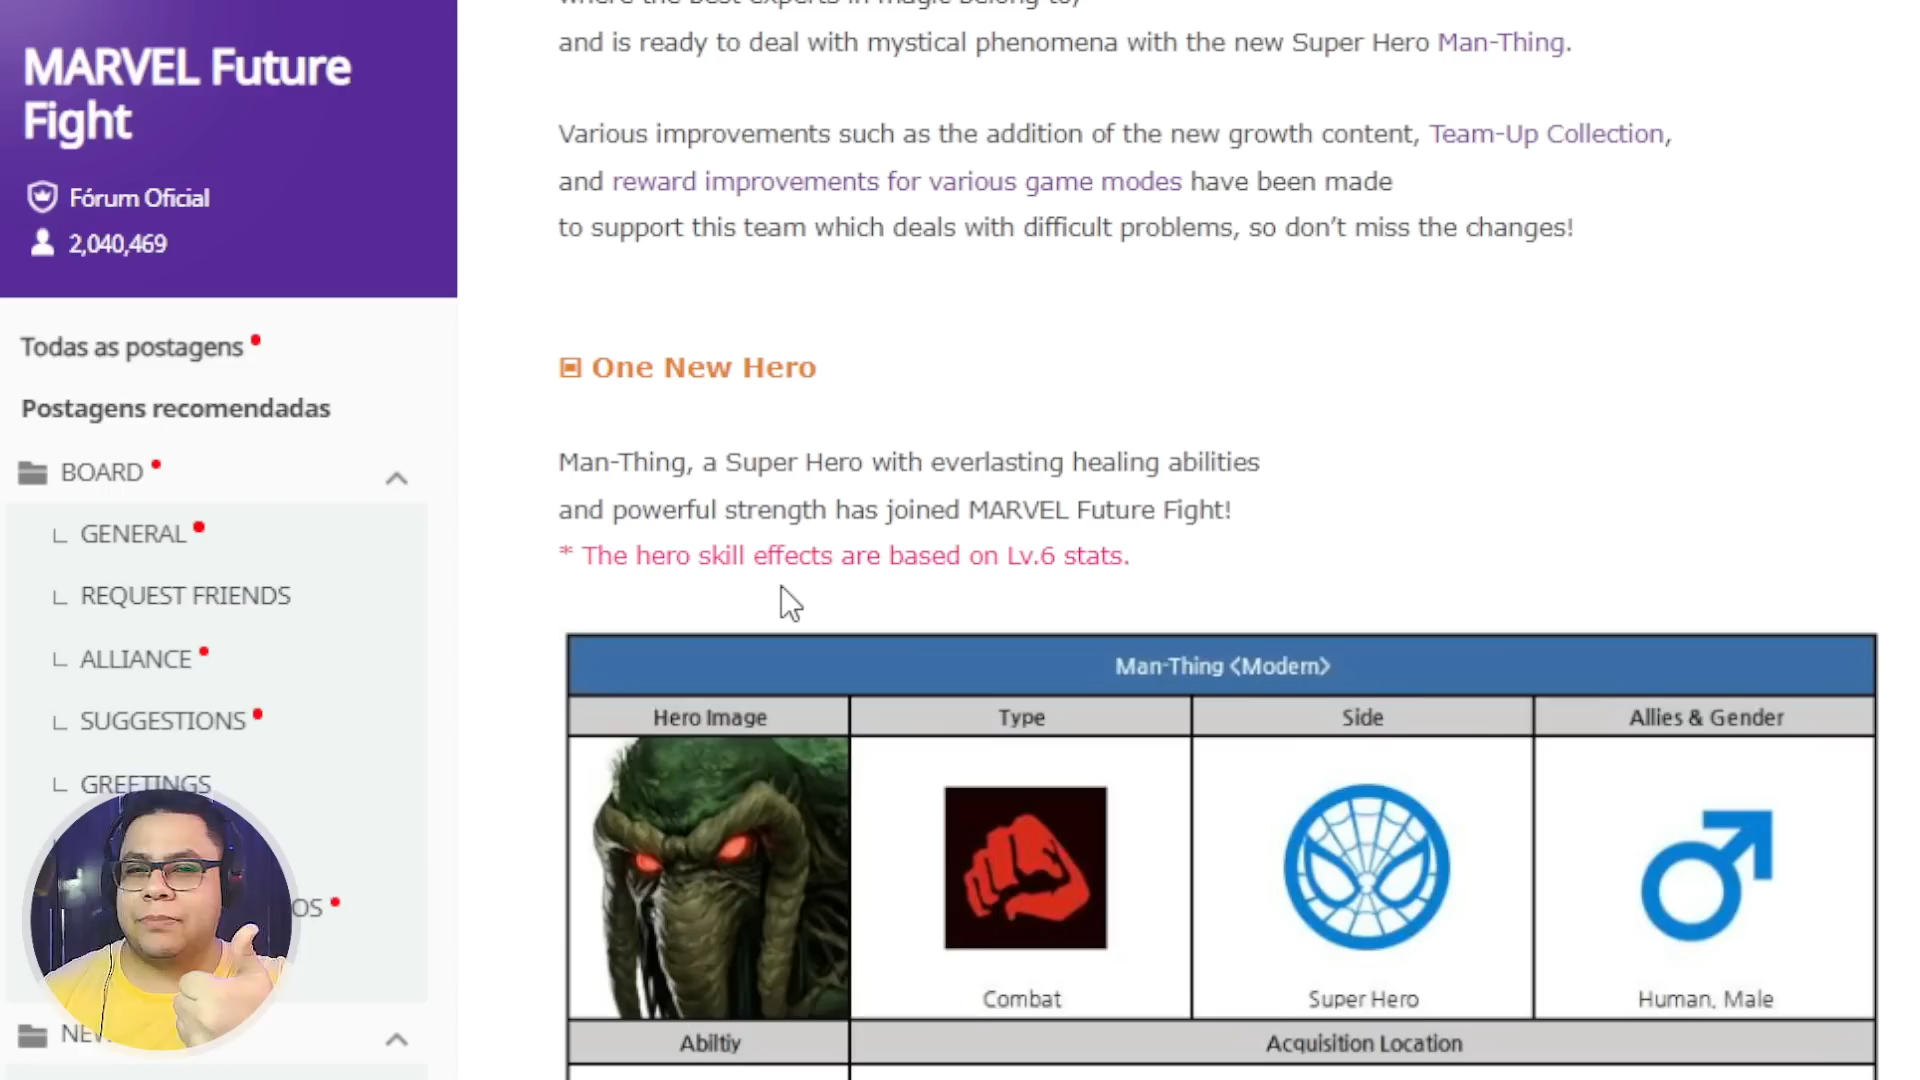 MARVEL Future
Fight
Fórum Oficial
2,040,469
Todas as postagens
Postagens recomendadas
BOARD
GENERAL
REQUEST FRIENDS
ALLIANCE
SUGGESTIONS
GREETINGS
OS
and is ready to deal with mystical phenomena with the new Super Hero Man-Thing.
Various improvements such as the addition of the new growth content, Team-Up Collection,
and reward improvements for various game modes have been made
to support this team which deals with difficult problems, so don’t miss the changes!
One New Hero
Man-Thing, a Super Hero with everlasting healing abilities
and powerful strength has joined MARVEL Future Fight!
* The hero skill effects are based on Lv.6 stats.
Man-Thing <Modern>
Hero Image Type Side Allies & Gender
Combat Super Hero Human, Male
Abiltiy Acquisition Location